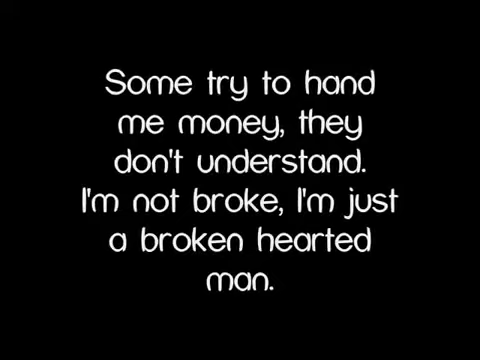 Some try to hand
me money, they
don't understand.
I'm not broke, I'm just
a broken hearted
man.